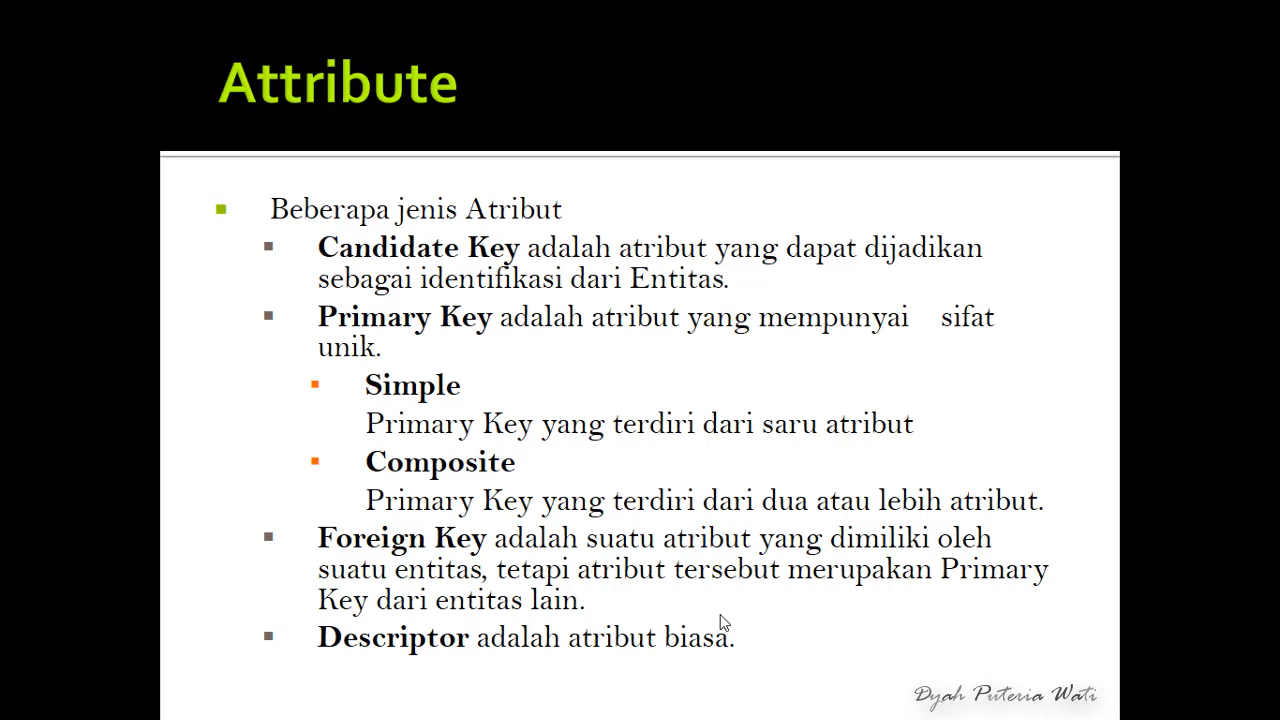 Attribute
Beberapa jenis Atribut
Candidate Key adalah atribut yang dapat dijadikan
sebagai identifikasi dari Entitas.
Primary Key adalah atribut yang mempunyai sifat
unik.
Simple
Primary Key yang terdiri dari saru atribut
Composite
Primary Key yang terdiri dari dua atau lebih atribut.
Foreign Key adalah suatu atribut yang dimiliki oleh
suatu entitas, tetapi atribut tersebut merupakan Primary
Key dari entitas lain.
Descriptor adalah atribut biasa.
Dyah Puteria Wati